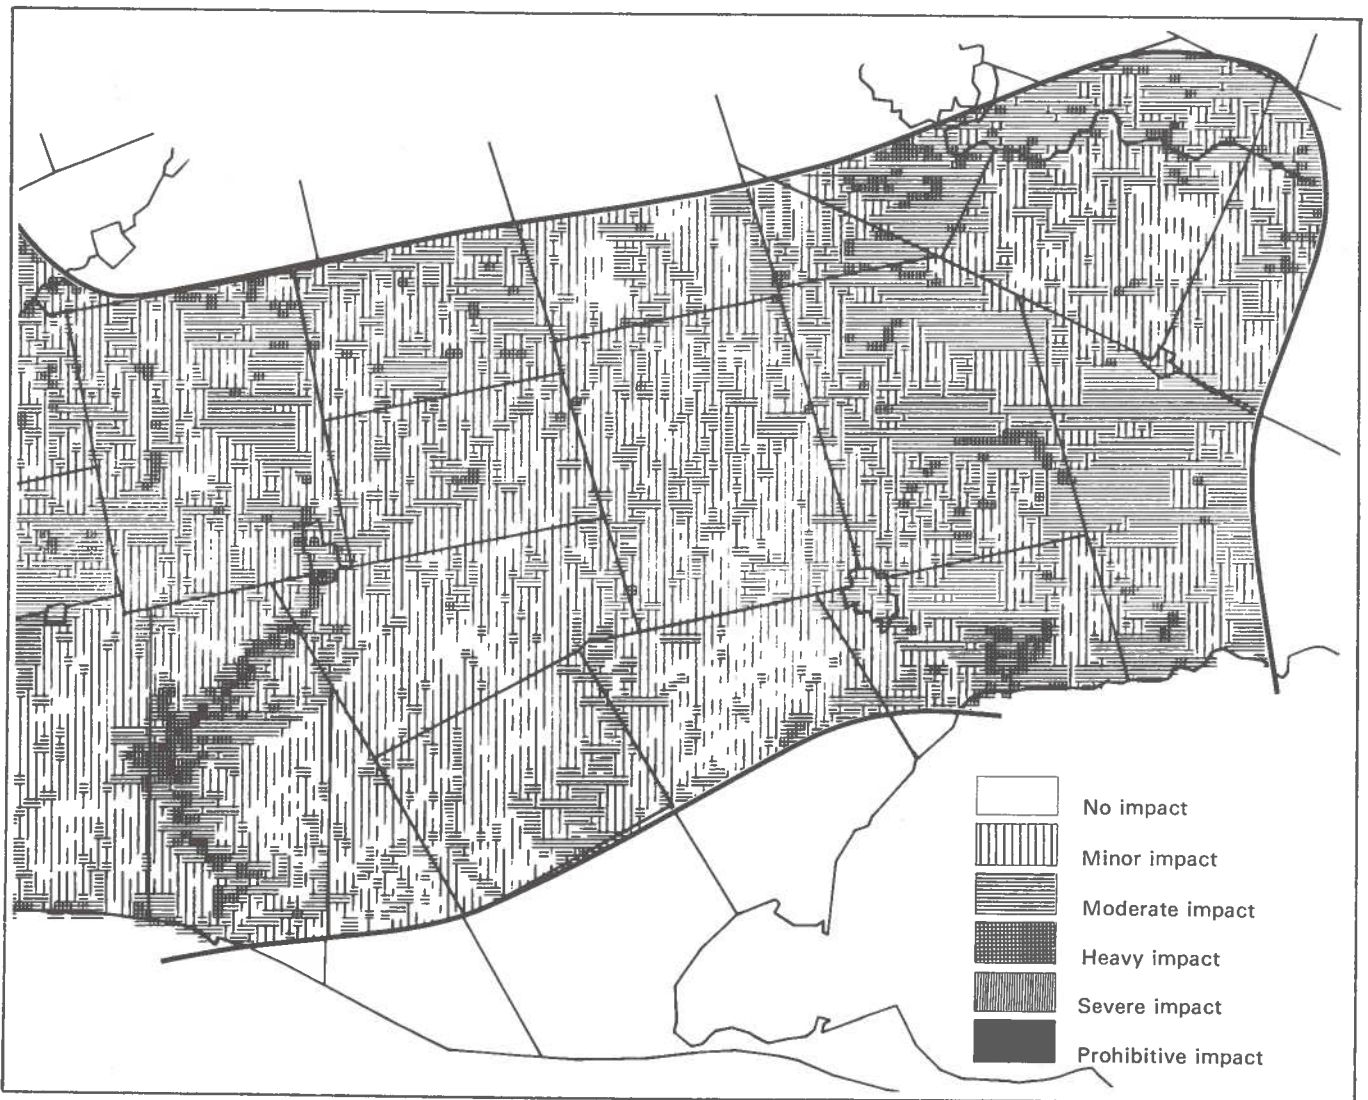 No impact
Minor impact
Moderate impact
Heavy impact
Severe impact
Prohibitive impact